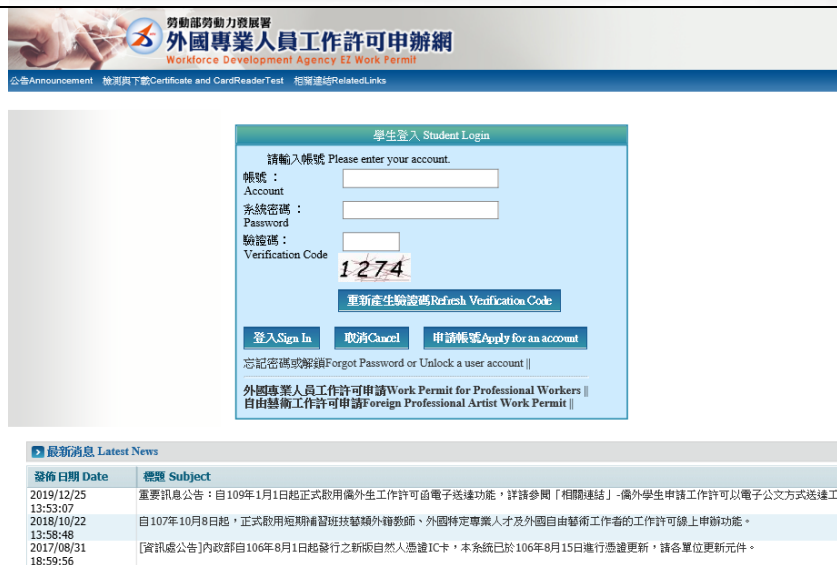 勞動部勞動力發展署
外國專業人員工作許可申辦網
Workforce Development Agency EZ Work Permit
公告Announcement 檢測與下載Certificate and CardReaderTest 相關連結RelatedLinks
學生登入 Student Login
請輸入帳號 Please enter your account.
帳號：
Account
系統密碼：
Password
驗證碼：
Verification Code
1274
重新產生驗證碼Refresh Verification Code
登入Sign In 取消Cancel 申請帳號Apply for an account
忘記密碼或解鎖Forgot Password or Unlock a user account ||
外國專業人員工作許可申請Work Permit for Professional Workers ||
自由藝術工作許可申請Foreign Professional Artist Work Permit ||
最新消息 Latest News
發佈日期 Date 標題 Subject
2019/12/25 重要訊息公告：自109年1月1日起正式啟用僑外生工作許可函電子送達功能，詳請參閱「相關連結」-僑外學生申請工作許可以電子公文方式送達工
13:53:07
2018/10/22 自107年10月8日起，正式啟用短期補習班技藝類外籍教師、外國特定專業人才及外國自由藝術工作者的工作許可線上申辦功能。
13:58:48
2017/08/31 [資訊處公告]內政部自106年8月1日起發行之新版自然人憑證IC卡，本系統已於106年8月15日進行憑證更新，請各單位更新元件。
18:59:56